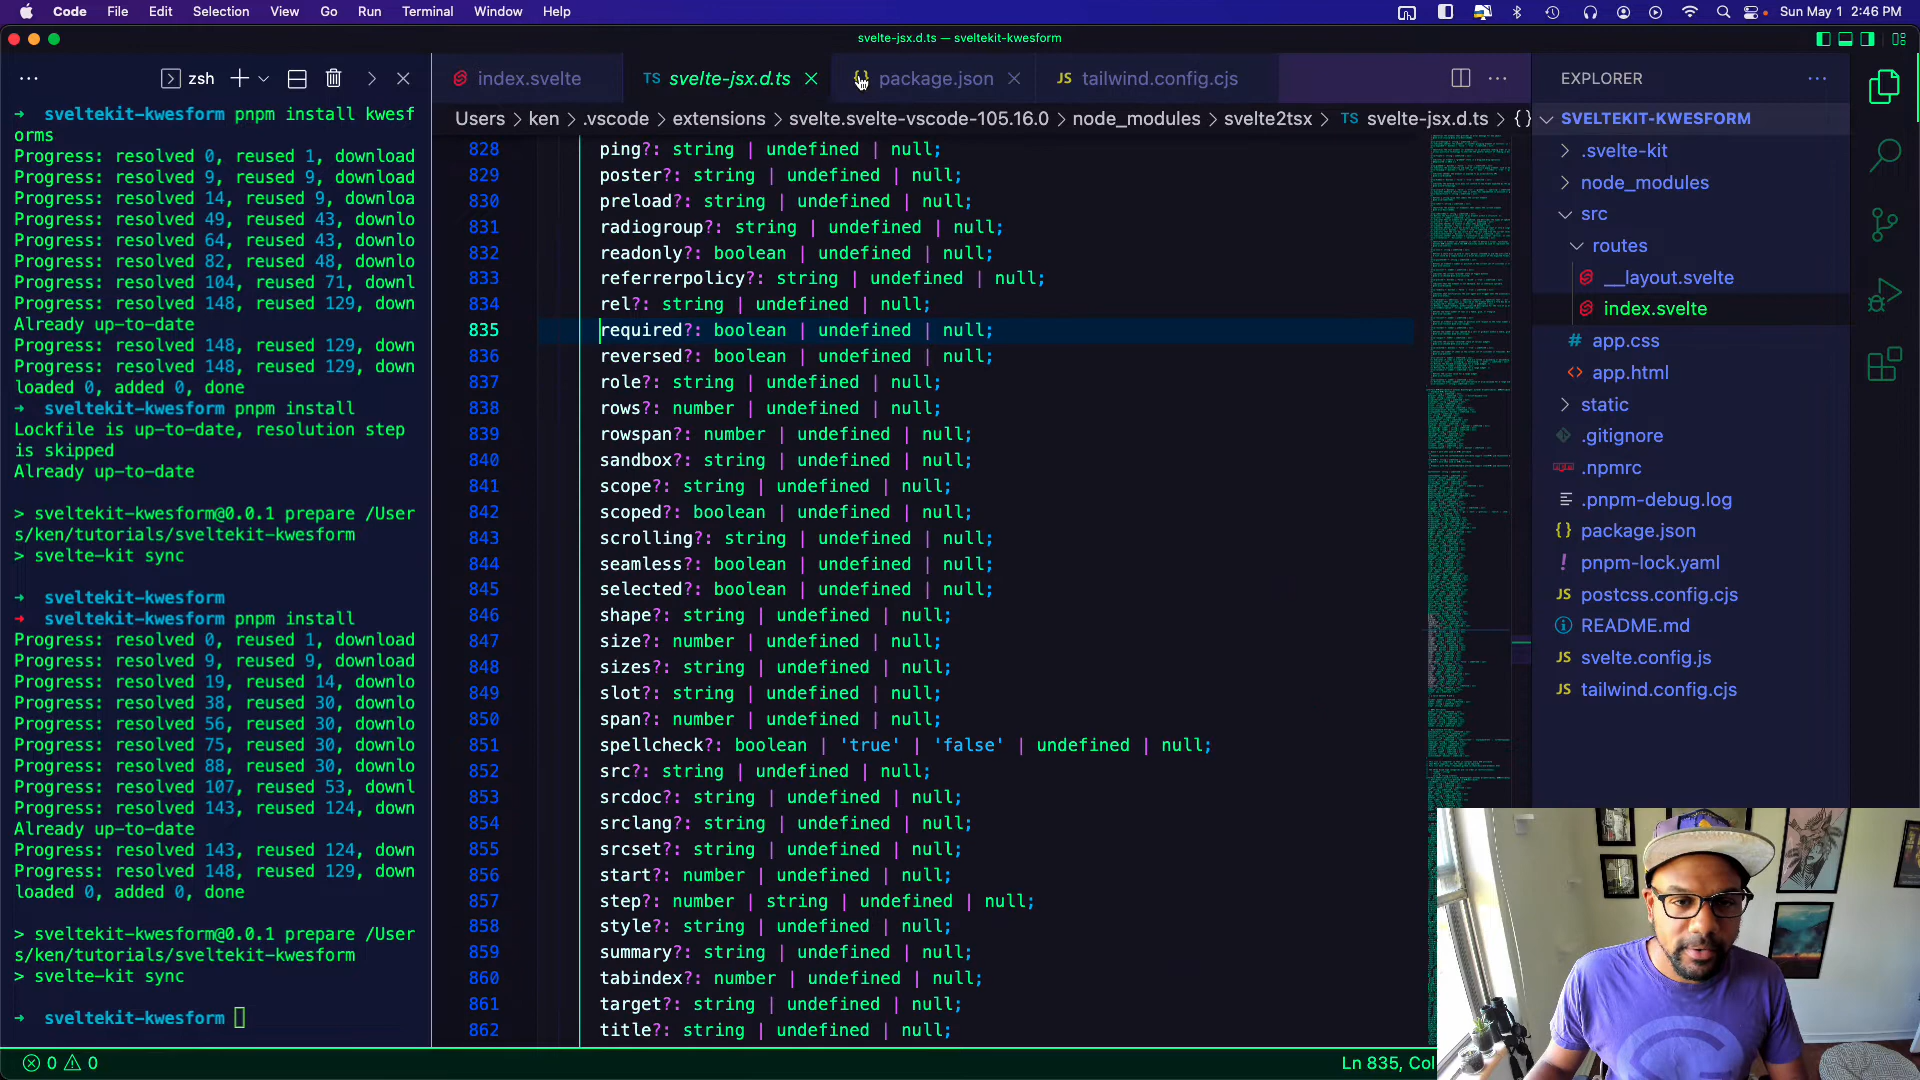 Code File Edit Selection View Go Run Terminal Window Help Sun May 1 2:46 PM
svelte-jsx.d.ts — sveltekit-kwesform
zsh
➜ sveltekit-kwesform pnpm install kwesf
orms
Progress: resolved 0, reused 1, download
Progress: resolved 9, reused 9, download
Progress: resolved 14, reused 9, downloa
Progress: resolved 49, reused 43, downlo
Progress: resolved 64, reused 43, downlo
Progress: resolved 82, reused 48, downlo
Progress: resolved 104, reused 71, downl
Progress: resolved 148, reused 129, down
Already up-to-date
Progress: resolved 148, reused 129, down
Progress: resolved 148, reused 129, down
loaded 0, added 0, done
➜ sveltekit-kwesform pnpm install
Lockfile is up-to-date, resolution step
is skipped
Already up-to-date
> sveltekit-kwesform@0.0.1 prepare /User
s/ken/tutorials/sveltekit-kwesform
> svelte-kit sync
➜ sveltekit-kwesform
➜ sveltekit-kwesform pnpm install
Progress: resolved 0, reused 1, download
Progress: resolved 9, reused 9, download
Progress: resolved 19, reused 14, downlo
Progress: resolved 38, reused 30, downlo
Progress: resolved 56, reused 30, downlo
Progress: resolved 75, reused 30, downlo
Progress: resolved 88, reused 30, downlo
Progress: resolved 107, reused 53, downl
Progress: resolved 143, reused 124, down
Already up-to-date
Progress: resolved 143, reused 124, down
Progress: resolved 148, reused 129, down
loaded 0, added 0, done
> sveltekit-kwesform@0.0.1 prepare /User
s/ken/tutorials/sveltekit-kwesform
> svelte-kit sync
➜ sveltekit-kwesform
index.svelte TS svelte-jsx.d.ts {} package.json JS tailwind.config.cjs
Users > ken > .vscode > extensions > svelte.svelte-vscode-105.16.0 > node_modules > svelte2tsx > TS svelte-jsx.d.ts > {}
828 ping?: string | undefined | null;
829 poster?: string | undefined | null;
830 preload?: string | undefined | null;
831 radiogroup?: string | undefined | null;
832 readonly?: boolean | undefined | null;
833 referrerpolicy?: string | undefined | null;
834 rel?: string | undefined | null;
835 required?: boolean | undefined | null;
836 reversed?: boolean | undefined | null;
837 role?: string | undefined | null;
838 rows?: number | undefined | null;
839 rowspan?: number | undefined | null;
840 sandbox?: string | undefined | null;
841 scope?: string | undefined | null;
842 scoped?: boolean | undefined | null;
843 scrolling?: string | undefined | null;
844 seamless?: boolean | undefined | null;
845 selected?: boolean | undefined | null;
846 shape?: string | undefined | null;
847 size?: number | undefined | null;
848 sizes?: string | undefined | null;
849 slot?: string | undefined | null;
850 span?: number | undefined | null;
851 spellcheck?: boolean | 'true' | 'false' | undefined | null;
852 src?: string | undefined | null;
853 srcdoc?: string | undefined | null;
854 srclang?: string | undefined | null;
855 srcset?: string | undefined | null;
856 start?: number | undefined | null;
857 step?: number | string | undefined | null;
858 style?: string | undefined | null;
859 summary?: string | undefined | null;
860 tabindex?: number | undefined | null;
861 target?: string | undefined | null;
862 title?: string | undefined | null;
EXPLORER
SVELTEKIT-KWESFORM
.svelte-kit
node_modules
src
routes
__layout.svelte
index.svelte
# app.css
<> app.html
static
.gitignore
.npmrc
.pnpm-debug.log
{} package.json
! pnpm-lock.yaml
JS postcss.config.cjs
README.md
JS svelte.config.js
JS tailwind.config.cjs
0 0
Ln 835, Col